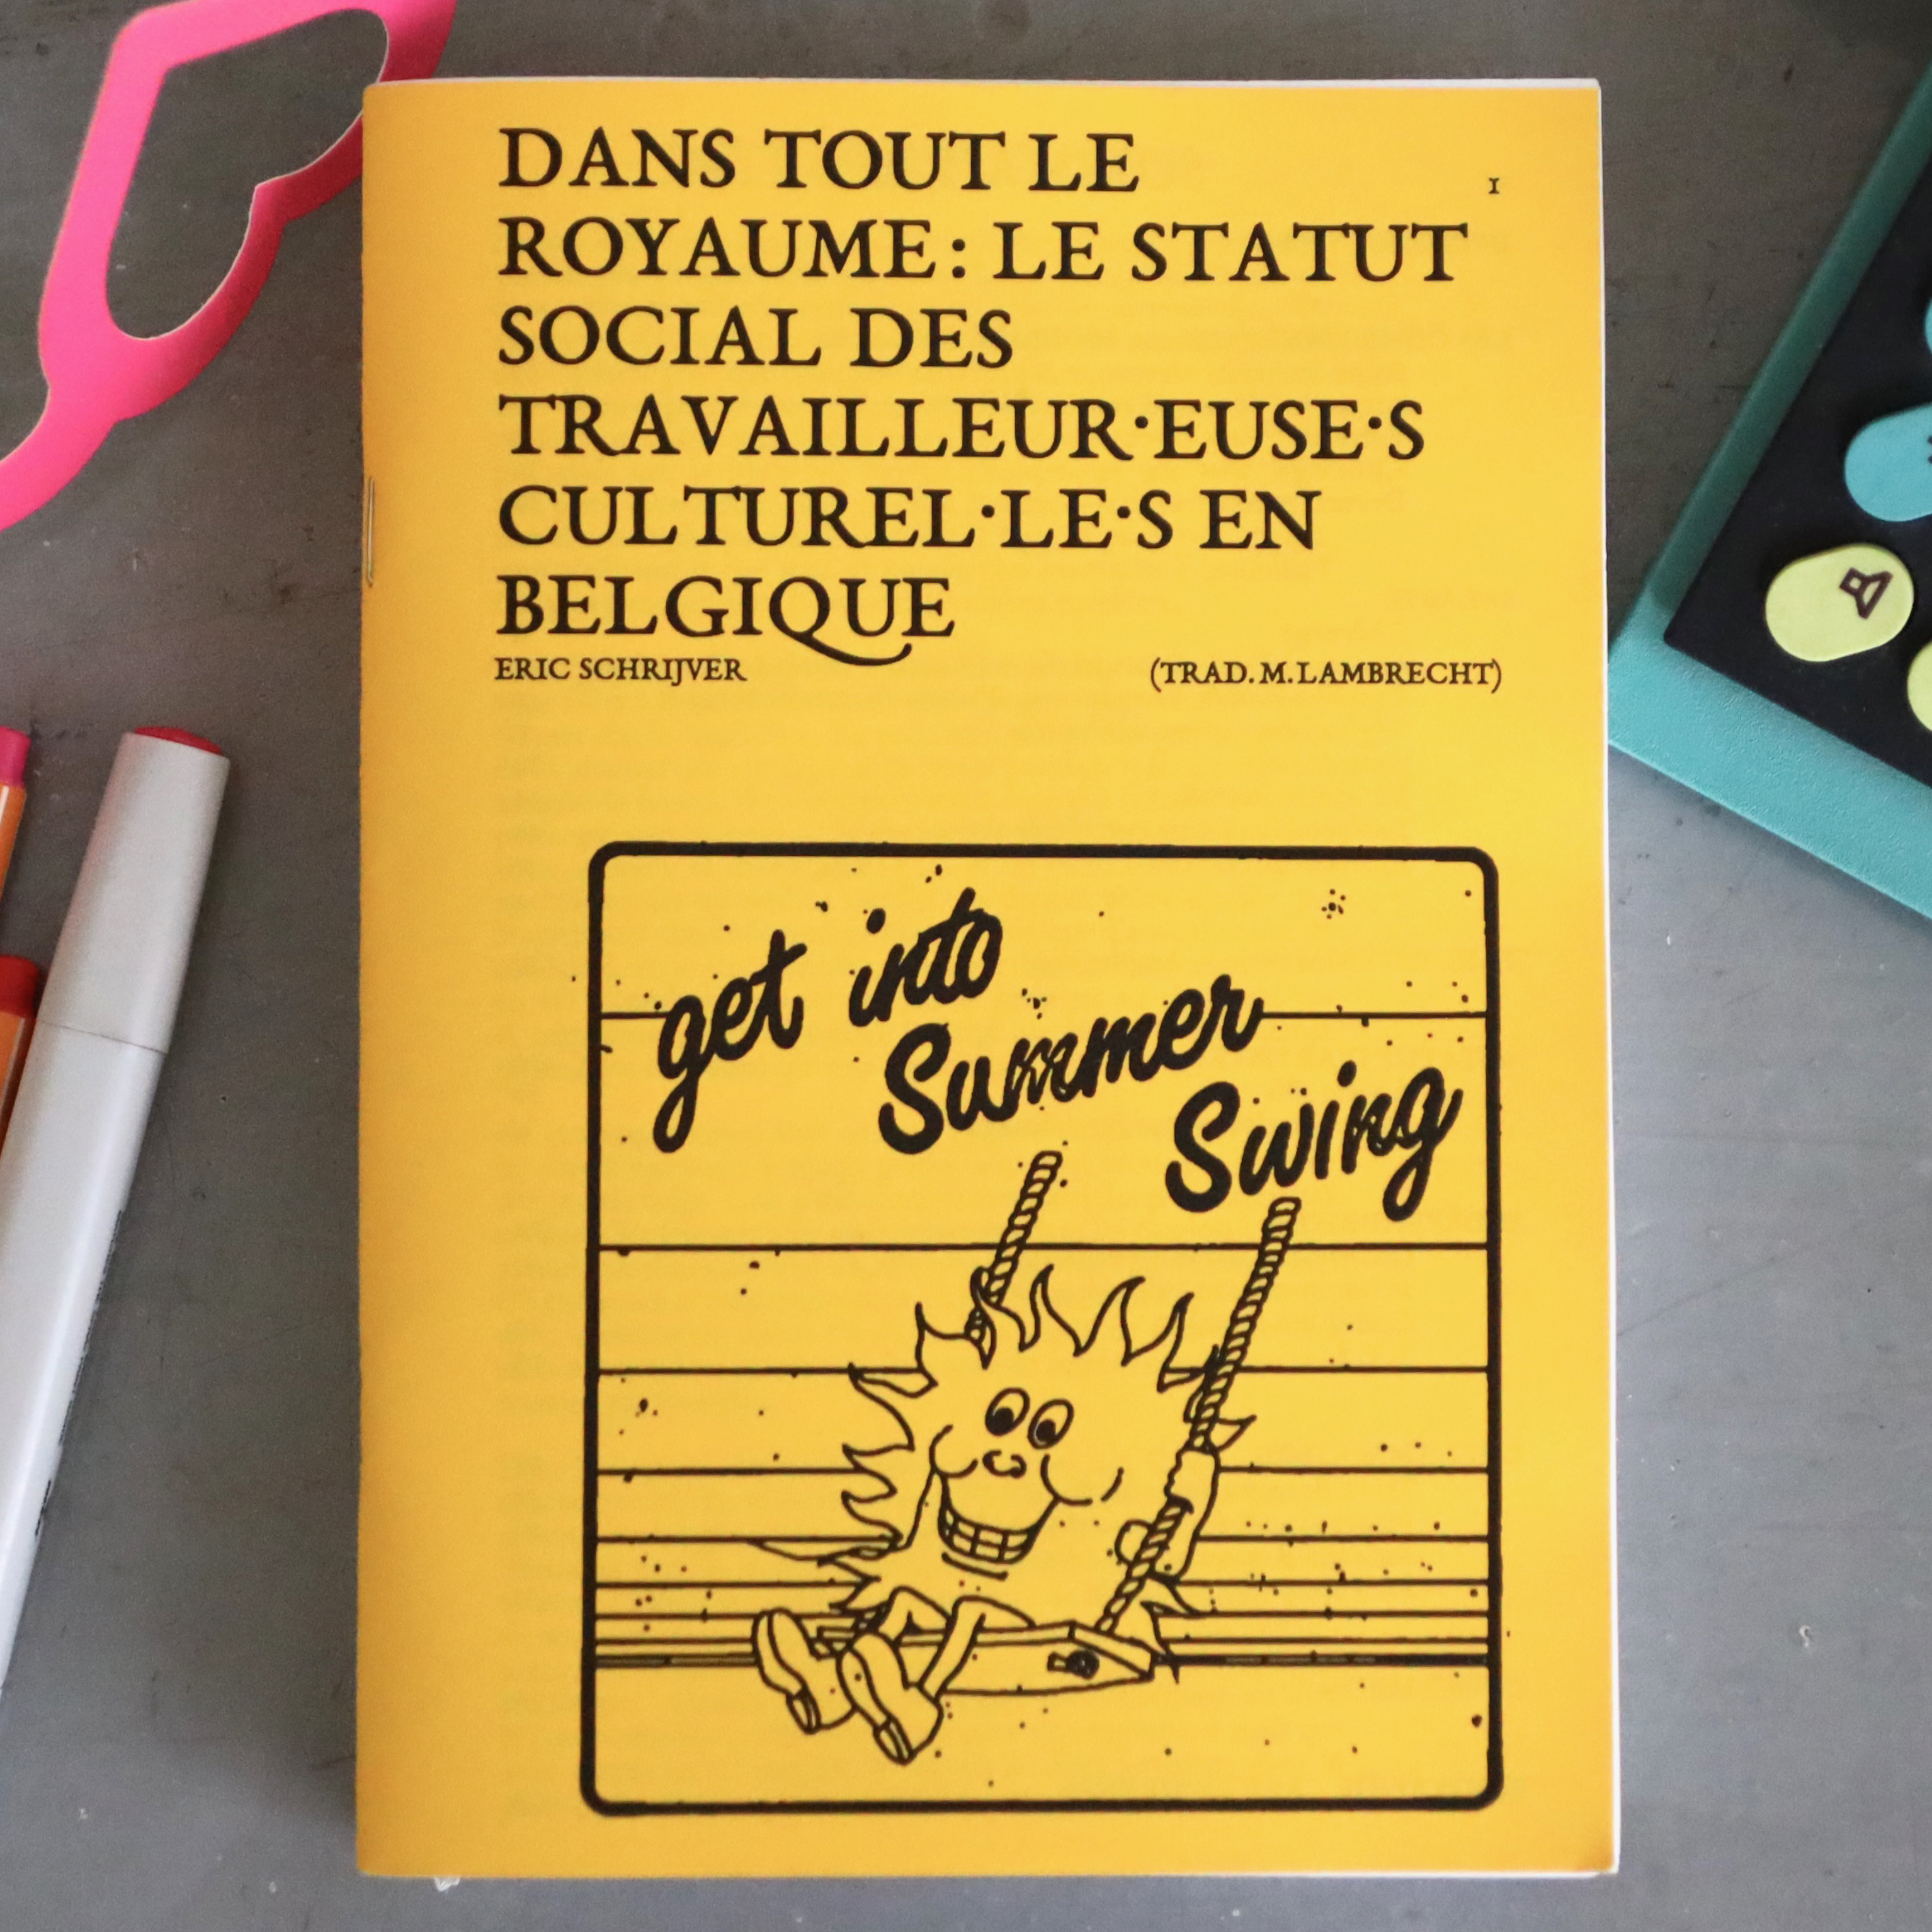 DANS TOUT LE
1
ROYAUME : LE STATUT
SOCIAL DES
TRAVAILLEUR·EUSE·S
CULTUREL·LE·S EN
BELGIQUE
ERIC SCHRIJVER
(TRAD. M. LAMBRECHT)
get into
Summer
Swing